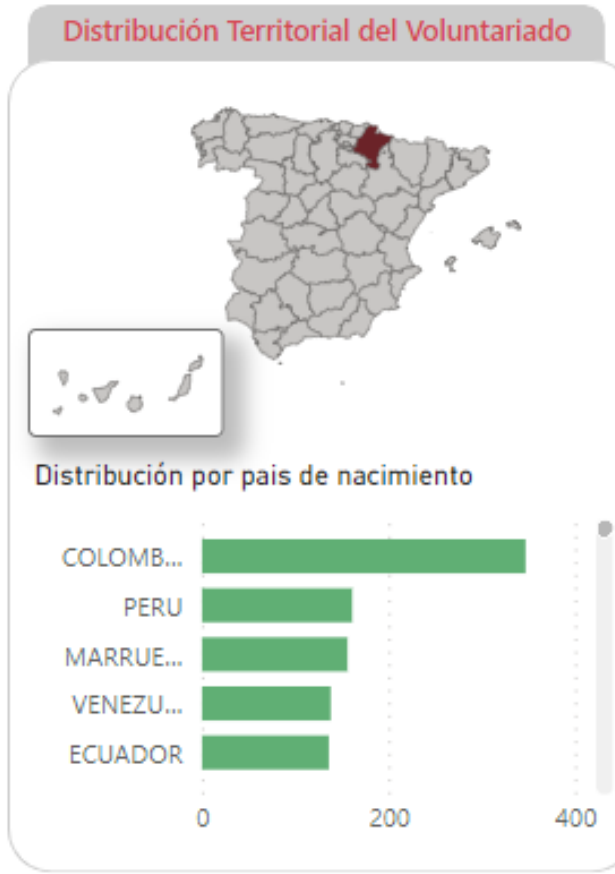 Distribución Territorial del Voluntariado
Distribución por pais de nacimiento
COLOMB...
PERU
MARRUE...
VENEZU...
ECUADOR
0 200 400